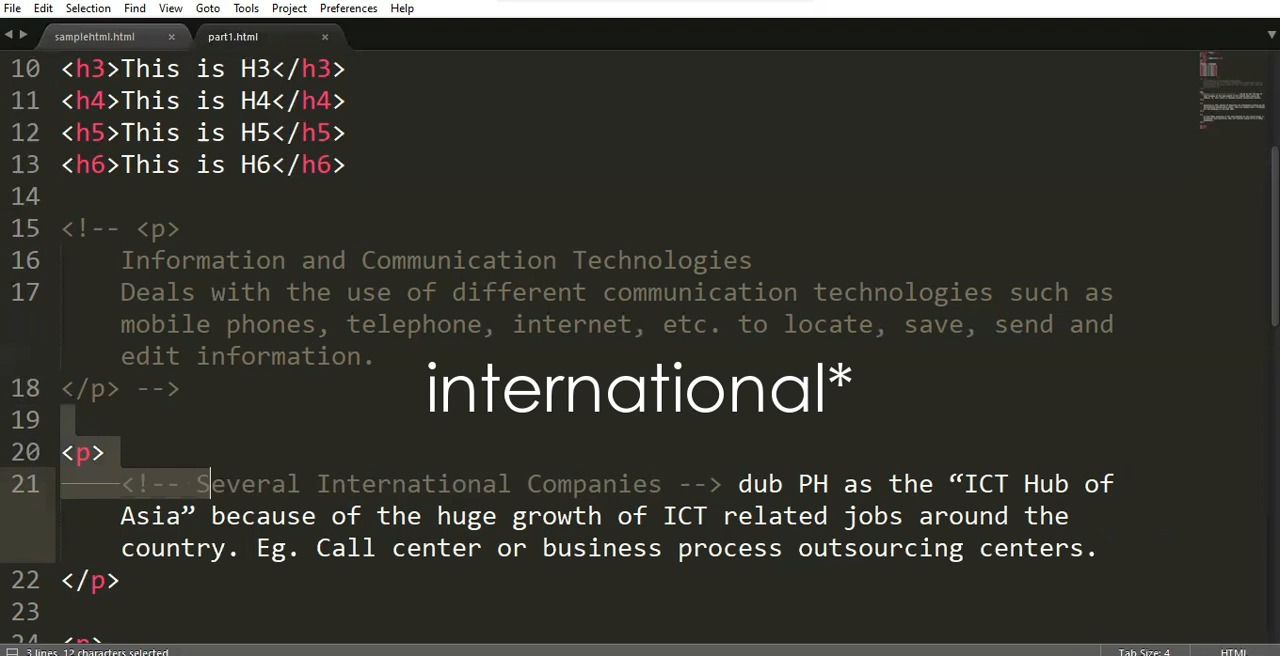 File Edit Selection Find View Goto Tools Project Preferences Help
samplehtml.html × part1.html ×
10 <h3>This is H3</h3>
11 <h4>This is H4</h4>
12 <h5>This is H5</h5>
13 <h6>This is H6</h6>
14
15 <!-- <p>
16 Information and Communication Technologies
17 Deals with the use of different communication technologies such as
mobile phones, telephone, internet, etc. to locate, save, send and
edit information.
international*
18 </p> -->
19
20 <p>
21 <!-- Several International Companies --> dub PH as the “ICT Hub of
Asia” because of the huge growth of ICT related jobs around the
country. Eg. Call center or business process outsourcing centers.
22 </p>
23
24 <p>
3 lines, 12 characters selected Tab Size: 4 HTML